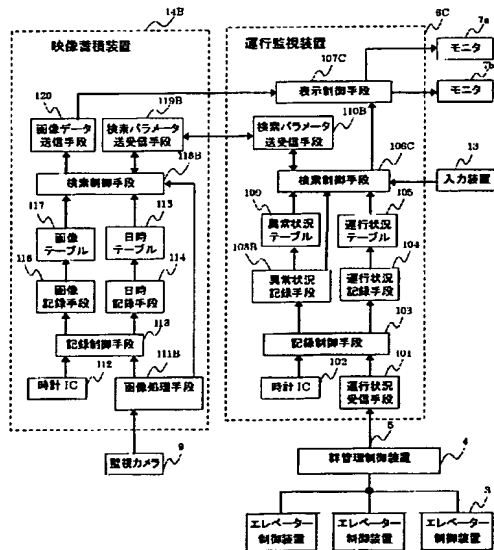 14B
6C
7a
映像蓄積装置
運行監視装置
モニタ
107C
7b
120
119B
表示制御手段
モニタ
画像データ
送信手段
検索パラメータ
送受信手段
110B
検索パラメータ
送受信手段
118B
106C
13
検索制御手段
検索制御手段
入力装置
117
115
109
105
画像
テーブル
日時
テーブル
異常状況
テーブル
運行状況
テーブル
116
114
108B
104
画像
記録手段
日時
記録手段
異常状況
記録手段
運行状況
記録手段
113
103
記録制御手段
記録制御手段
111B
102
101
時計IC
112
画像処理手段
時計IC
運行状況
受信手段
9
5
4
監視カメラ
群管理制御装置
3
エレベーター
制御装置
エレベーター
制御装置
エレベーター
制御装置